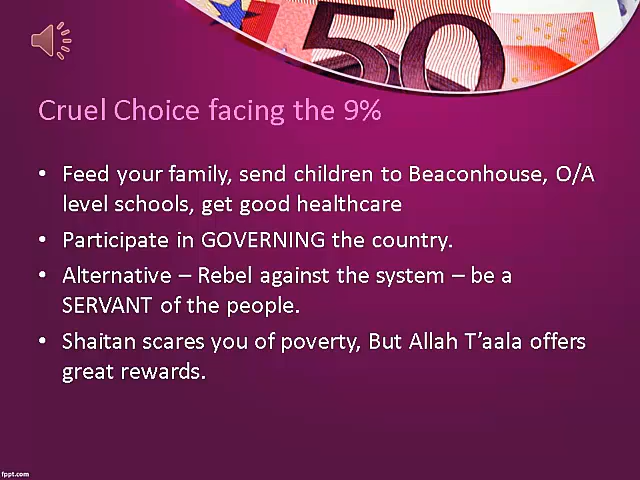 50
Cruel Choice facing the 9%
• Feed your family, send children to Beaconhouse, O/A
level schools, get good healthcare
• Participate in GOVERNING the country.
• Alternative – Rebel against the system – be a
SERVANT of the people.
• Shaitan scares you of poverty, But Allah T’aala offers
great rewards.
fppt.com